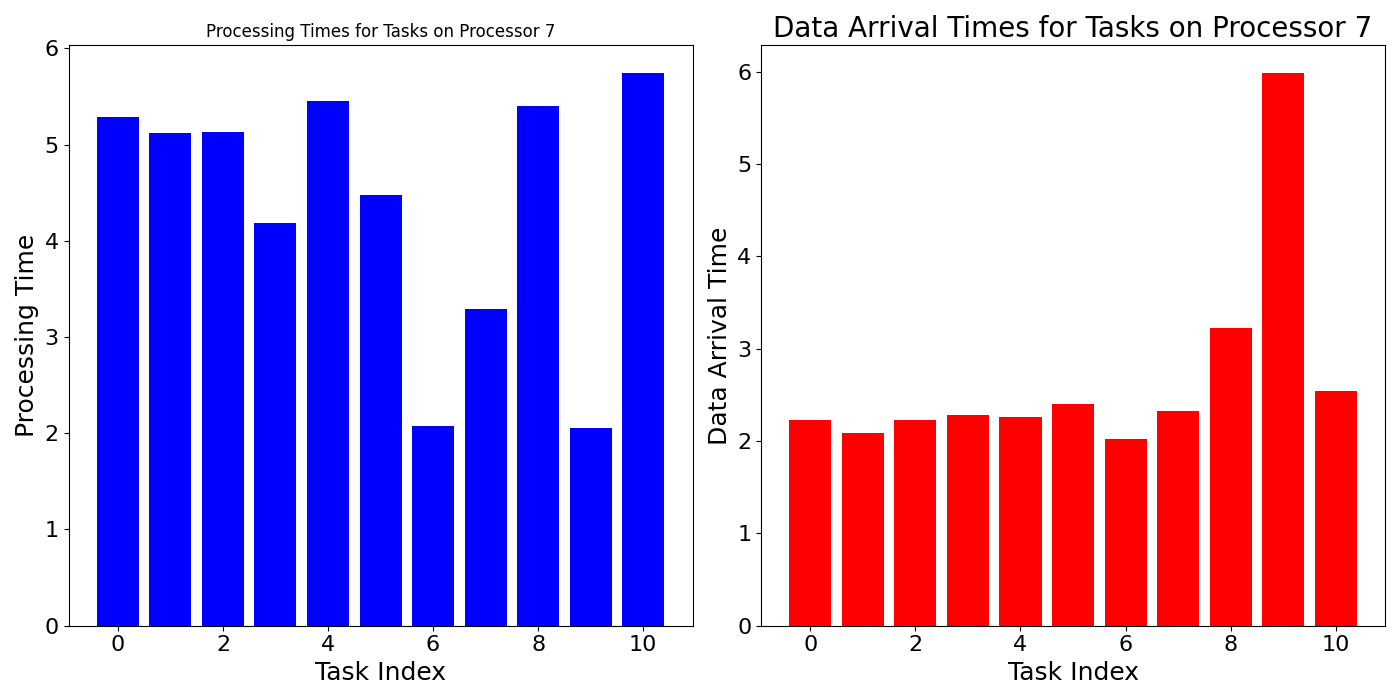 Processing Times for Tasks on Processor 7
6
5
4
3
2
1
0
Processing Time
0 2 4 6 8 10
Task Index
Data Arrival Times for Tasks on Processor 7
6
5
4
3
2
1
0
Data Arrival Time
0 2 4 6 8 10
Task Index